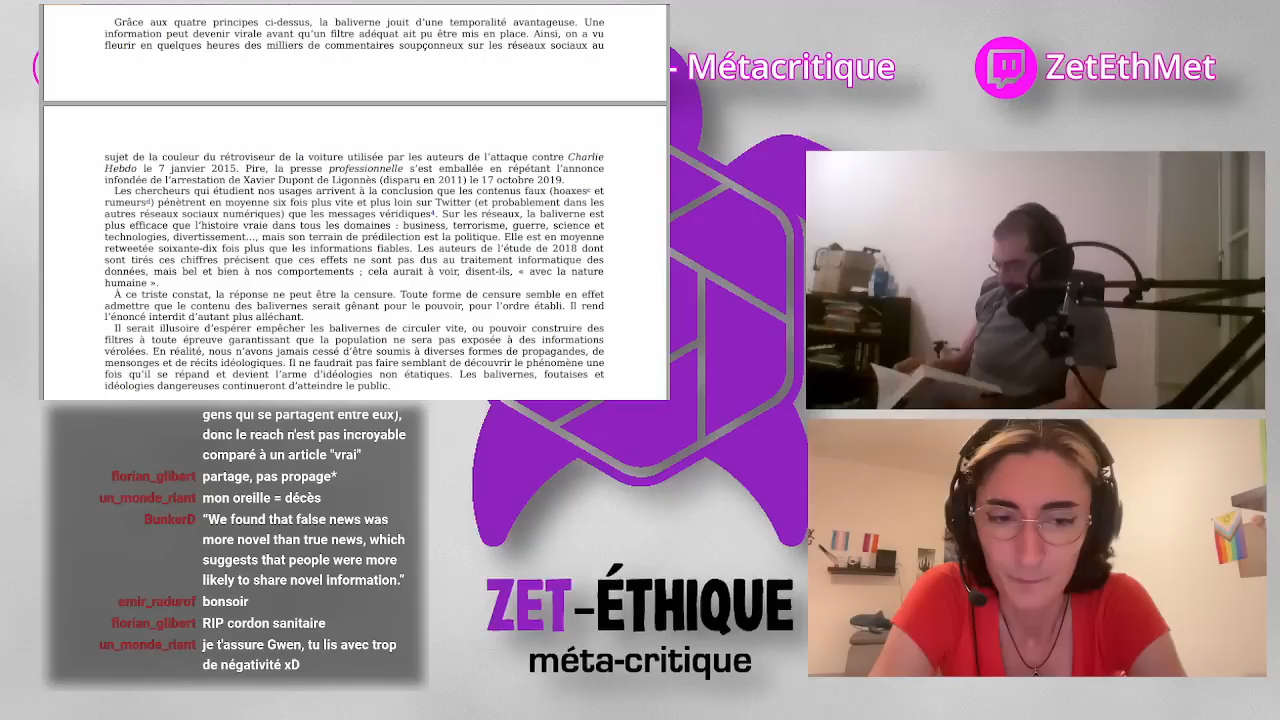 Grâce aux quatre principes ci-dessus, la baliverne jouit d’une temporalité avantageuse. Une
information peut devenir virale avant qu’un filtre adéquat ait pu être mis en place. Ainsi, on a vu
fleurir en quelques heures des milliers de commentaires soupçonneux sur les réseaux sociaux au
- Métacritique
ZetEthMet
sujet de la couleur du rétroviseur de la voiture utilisée par les auteurs de l’attaque contre Charlie
Hebdo le 7 janvier 2015. Pire, la presse professionnelle s’est emballée en répétant l’annonce
infondée de l’arrestation de Xavier Dupont de Ligonnès (disparu en 2011) le 17 octobre 2019.
Les chercheurs qui étudient nos usages arrivent à la conclusion que les contenus faux (hoaxesᶜ et
rumeursᵈ) pénètrent en moyenne six fois plus vite et plus loin sur Twitter (et probablement dans les
autres réseaux sociaux numériques) que les messages véridiques⁴. Sur les réseaux, la baliverne est
plus efficace que l’histoire vraie dans tous les domaines : business, terrorisme, guerre, science et
technologies, divertissement…, mais son terrain de prédilection est la politique. Elle est en moyenne
retweetée soixante-dix fois plus que les informations fiables. Les auteurs de l’étude de 2018 dont
sont tirés ces chiffres précisent que ces effets ne sont pas dus au traitement informatique des
données, mais bel et bien à nos comportements ; cela aurait à voir, disent-ils, « avec la nature
humaine ».
À ce triste constat, la réponse ne peut être la censure. Toute forme de censure semble en effet
admettre que le contenu des balivernes serait gênant pour le pouvoir, pour l’ordre établi. Il rend
l’énoncé interdit d’autant plus alléchant.
Il serait illusoire d’espérer empêcher les balivernes de circuler vite, ou pouvoir construire des
filtres à toute épreuve garantissant que la population ne sera pas exposée à des informations
vérolées. En réalité, nous n’avons jamais cessé d’être soumis à diverses formes de propagandes, de
mensonges et de récits idéologiques. Il ne faudrait pas faire semblant de découvrir le phénomène une
fois qu’il se répand et devient l’arme d’idéologies non étatiques. Les balivernes, foutaises et
idéologies dangereuses continueront d’atteindre le public.
gens qui se partagent entre eux),
donc le reach n'est pas incroyable
comparé à un article "vrai"
florian_glibert partage, pas propage*
un_monde_riant mon oreille = décès
BunkerD “We found that false news was
more novel than true news, which
suggests that people were more
likely to share novel information.”
emir_radurof bonsoir
florian_glibert RIP cordon sanitaire
un_monde_riant je t'assure Gwen, tu lis avec trop
de négativité xD
ZET-ÉTHIQUE
méta-critique